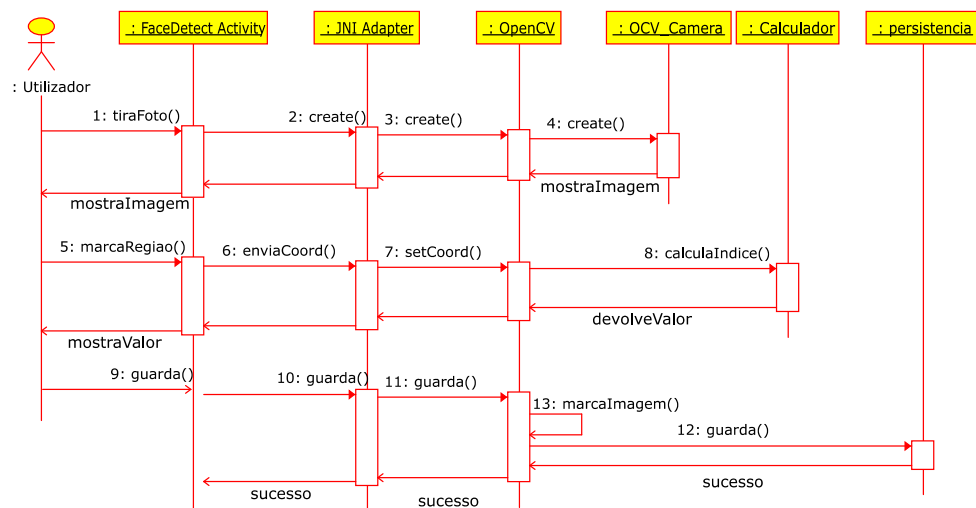 : FaceDetect Activity
: JNI Adapter
: OpenCV
: OCV_Camera
: Calculador
: persistencia
: Utilizador
1: tiraFoto()
2: create()
3: create()
4: create()
mostraImagem
mostraImagem
5: marcaRegiao()
6: enviaCoord()
7: setCoord()
8: calculaIndice()
devolveValor
mostraValor
9: guarda()
10: guarda()
11: guarda()
13: marcaImagem()
12: guarda()
sucesso
sucesso
sucesso